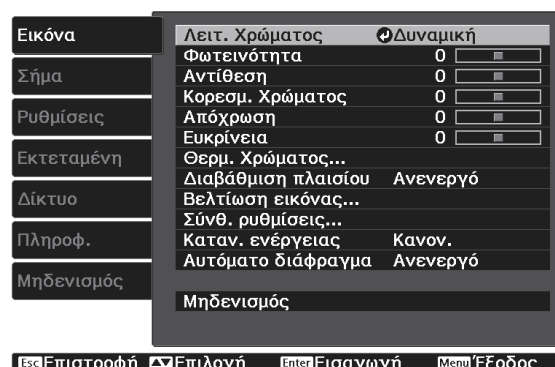 Εικόνα
Σήμα
Ρυθμίσεις
Εκτεταμένη
Δίκτυο
Πληροφ.
Μηδενισμός
Λειτ. Χρώματος Δυναμική
Φωτεινότητα 0
Αντίθεση 0
Κορεσμ. Χρώματος 0
Απόχρωση 0
Ευκρίνεια 0
Θερμ. Χρώματος...
Διαβάθμιση πλαισίου Ανενεργό
Βελτίωση εικόνας...
Σύνθ. ρυθμίσεις...
Καταν. ενέργειας Κανον.
Αυτόματο διάφραγμα Ανενεργό
Μηδενισμός
Esc Επιστροφή Επιλογή Enter Εισαγωγή Menu Έξοδος